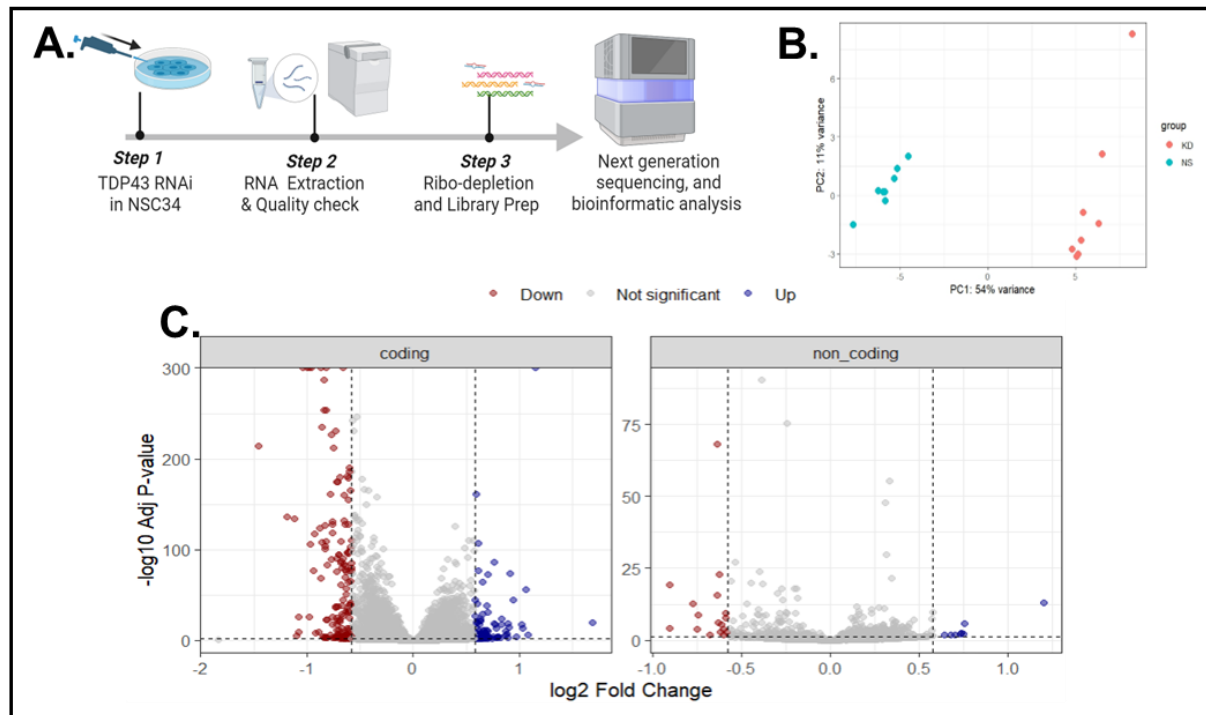 A.
Step 1
TDP43 RNAi
in NSC34
Step 2
RNA Extraction
& Quality check
Step 3
Ribo-depletion
and Library Prep
Next generation
sequencing, and
bioinformatic analysis
B.
PC2: 11% variance
6
3
0
-3
-5
0
5
PC1: 54% variance
group
KD
NS
Down
Not significant
Up
C.
coding
-log10 Adj P-value
300
200
100
0
-2
-1
0
1
non_coding
75
50
25
0
-1.0
-0.5
0.0
0.5
1.0
log2 Fold Change